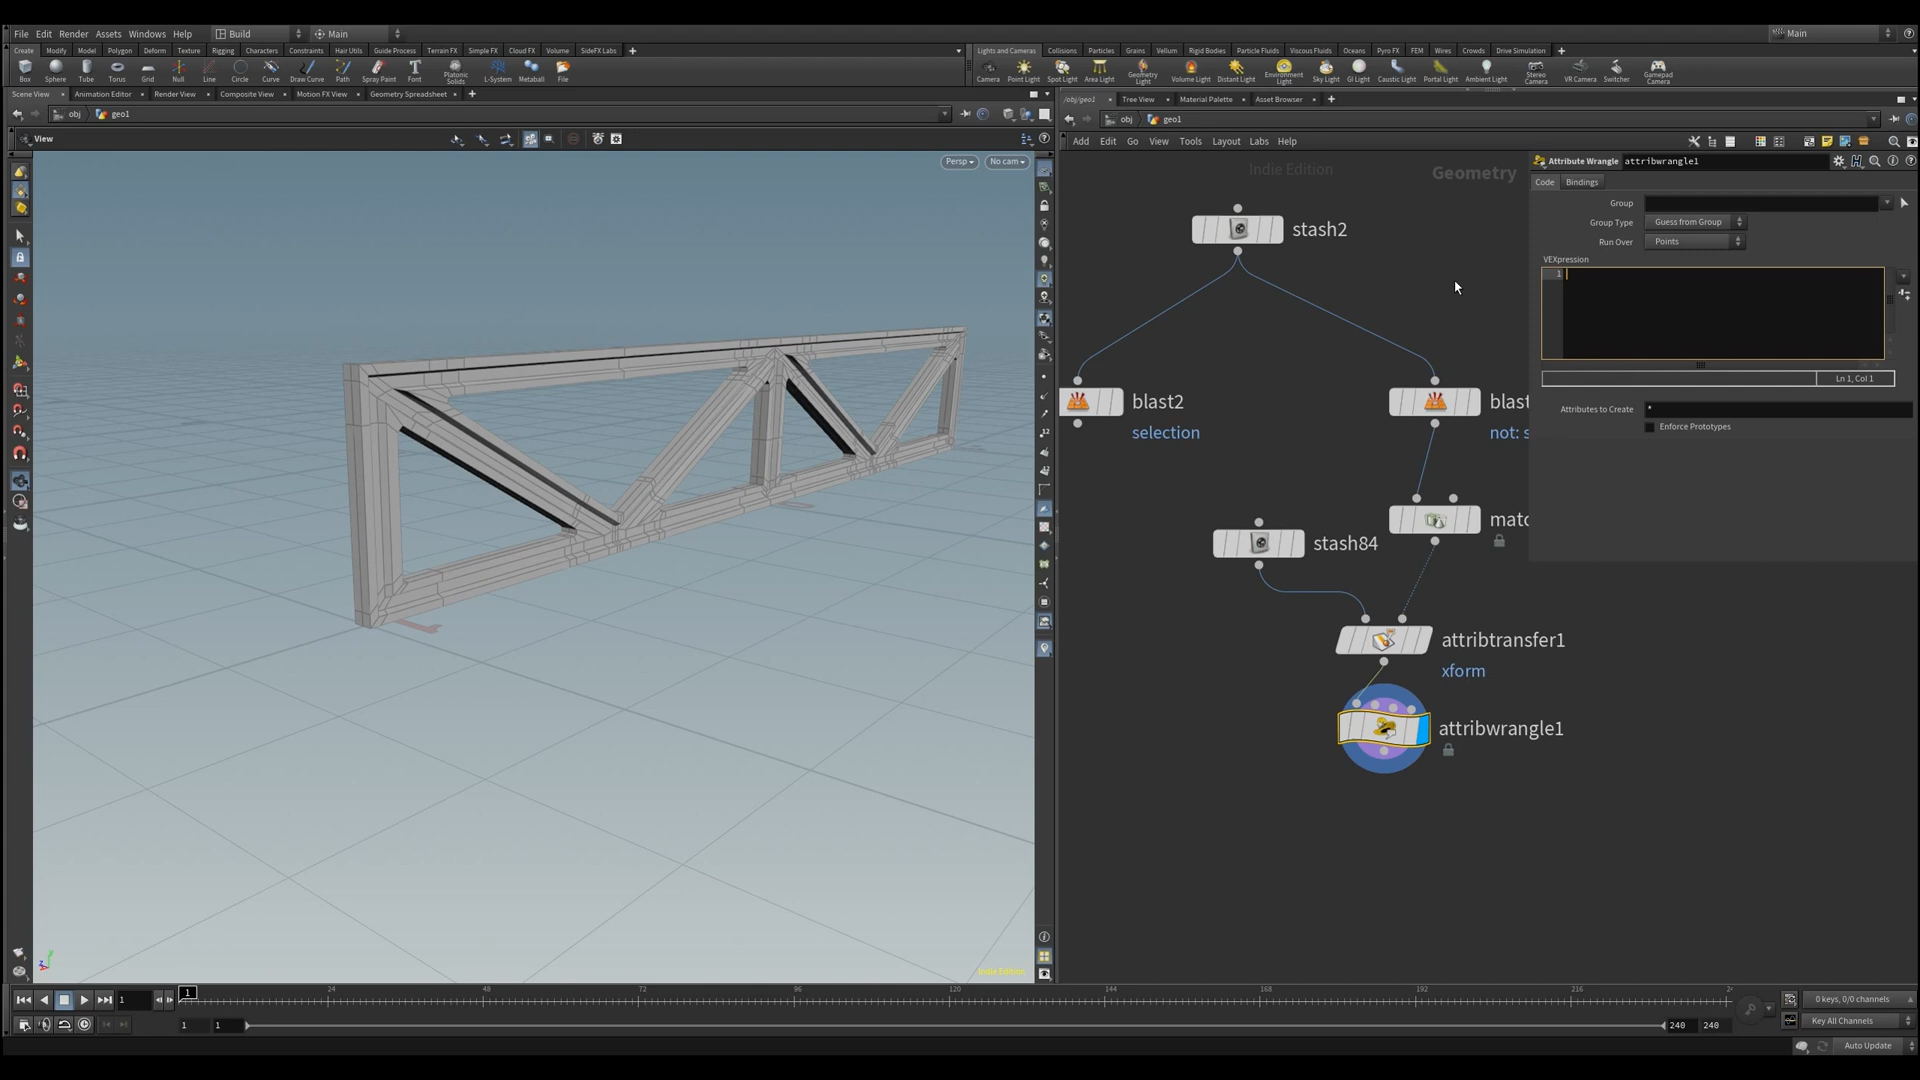 File Edit Render Assets Windows Help Build Main Main
Create Modify Model Polygon Deform Texture Rigging Characters Constraints Hair Utils Guide Process Terrain FX Simple FX Cloud FX Volume SideFX Labs
Lights and Cameras Collisions Particles Grains Vellum Rigid Bodies Particle Fluids Viscous Fluids Oceans Pyro FX FEM Wires Crowds Drive Simulation
Box Sphere Tube Torus Grid Null Line Circle Curve Draw Curve Path Spray Paint Font Platonic Solids L-System Metaball File
Camera Point Light Spot Light Area Light Geometry Light Volume Light Distant Light Environment Light Sky Light GI Light Caustic Light Portal Light Ambient Light Stereo Camera VR Camera Switcher Gamepad Camera
Scene View Animation Editor Render View Composite View Motion FX View Geometry Spreadsheet
/obj/geo1 Tree View Material Palette Asset Browser
obj geo1
obj geo1
View
Add Edit Go View Tools Layout Labs Help
Persp No cam
Indie Edition
Geometry
Attribute Wrangle attribwrangle1
Code Bindings
Group
Group Type Guess from Group
Run Over Points
VEXpression
1
Ln 1, Col 1
Attributes to Create *
Enforce Prototypes
stash2
blast2
selection
blast
not: s
matc
stash84
attribtransfer1
xform
attribwrangle1
Indie Edition
1 1 24 48 72 96 120 144 168 192 216
0 keys, 0/0 channels
1 1 240 240
Key All Channels
Auto Update